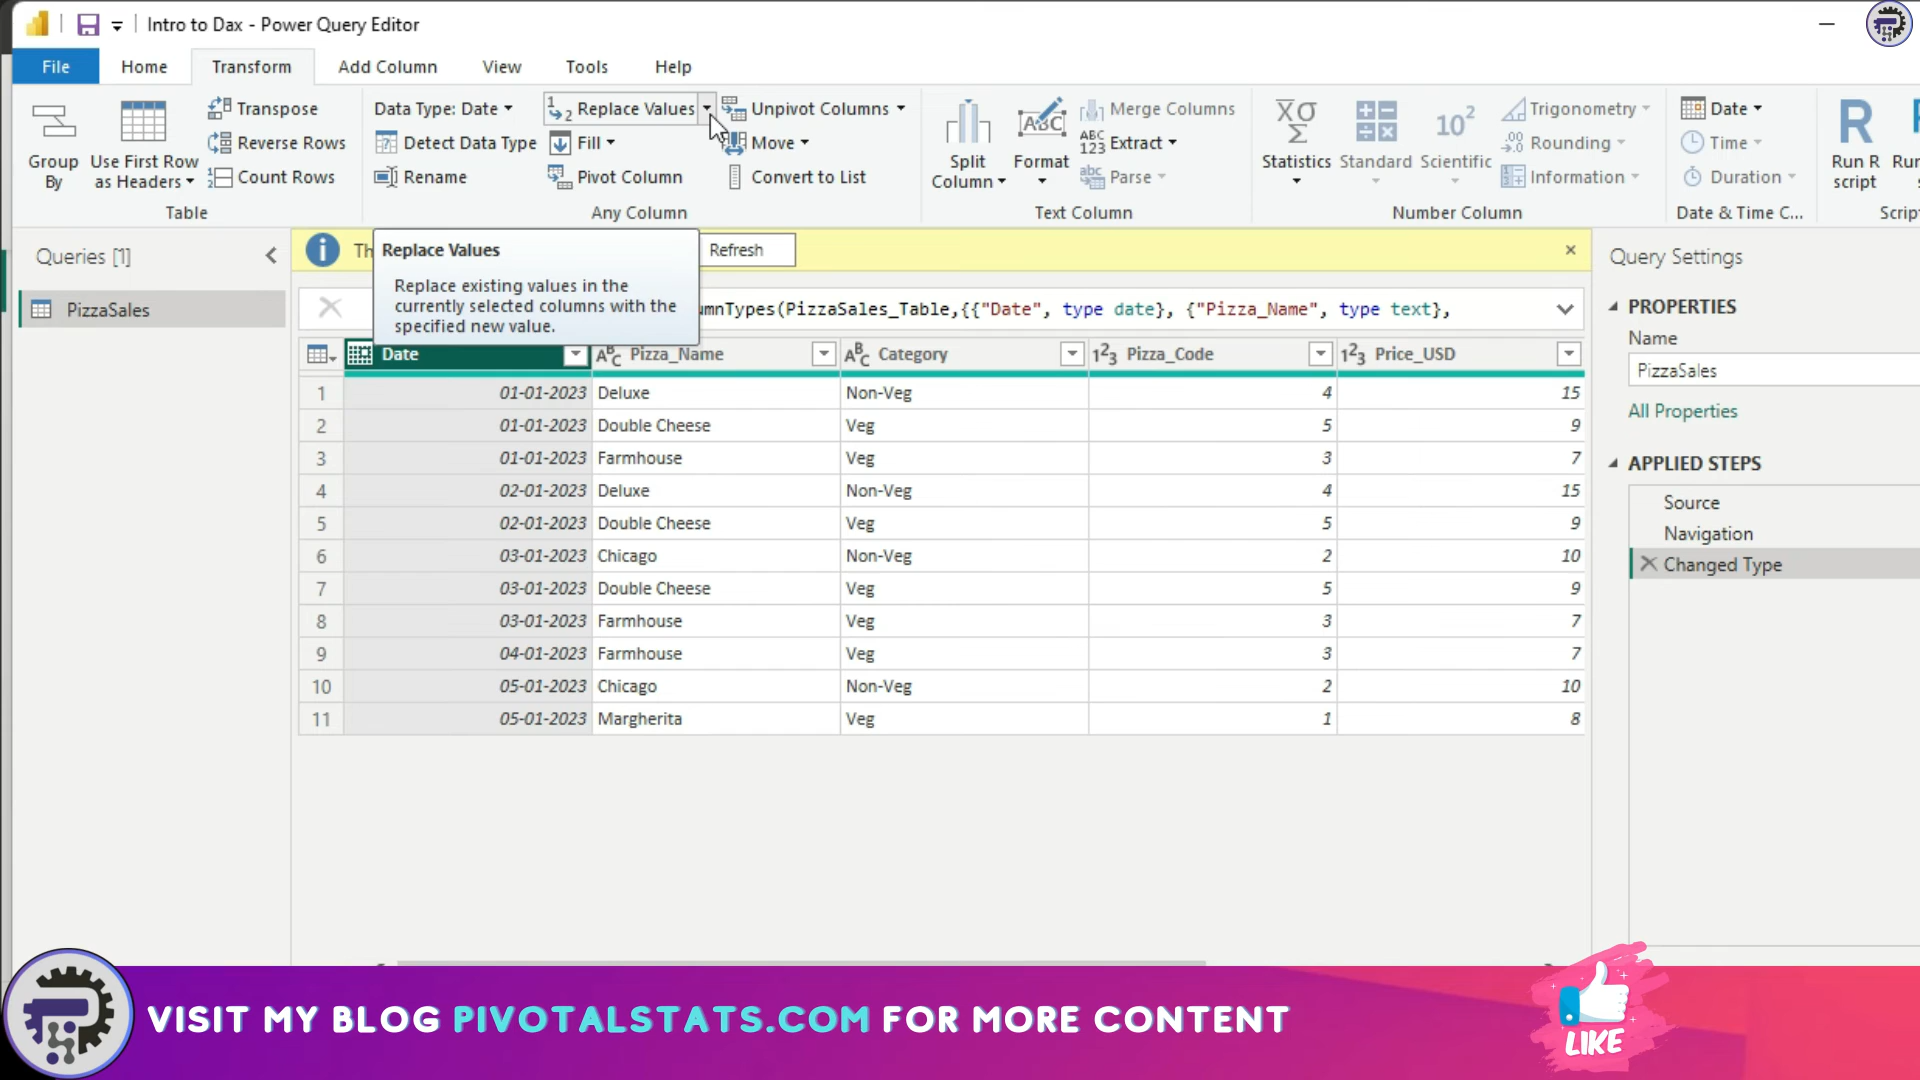 Intro to Dax - Power Query Editor
File
Home
Transform
Add Column
View
Tools
Help
Group By
Use First Row as Headers
Transpose
Reverse Rows
Count Rows
Table
Data Type: Date
Detect Data Type
Rename
Replace Values
Fill
Pivot Column
Unpivot Columns
Move
Convert to List
Any Column
Split Column
Format
Merge Columns
Extract
Parse
Text Column
Statistics
Standard
Scientific
Trigonometry
Rounding
Information
Number Column
Date
Time
Duration
Date & Time C...
Run R script
Queries [1]
PizzaSales
Replace Values
Replace existing values in the
currently selected columns with the
specified new value.
Refresh
umnTypes(PizzaSales_Table,{{"Date", type date}, {"Pizza_Name", type text},
Date Pizza_Name Category Pizza_Code Price_USD
1 01-01-2023 Deluxe Non-Veg 4 15
2 01-01-2023 Double Cheese Veg 5 9
3 01-01-2023 Farmhouse Veg 3 7
4 02-01-2023 Deluxe Non-Veg 4 15
5 02-01-2023 Double Cheese Veg 5 9
6 03-01-2023 Chicago Non-Veg 2 10
7 03-01-2023 Double Cheese Veg 5 9
8 03-01-2023 Farmhouse Veg 3 7
9 04-01-2023 Farmhouse Veg 3 7
10 05-01-2023 Chicago Non-Veg 2 10
11 05-01-2023 Margherita Veg 1 8
Query Settings
PROPERTIES
Name
PizzaSales
All Properties
APPLIED STEPS
Source
Navigation
Changed Type
VISIT MY BLOG PIVOTALSTATS.COM FOR MORE CONTENT
LIKE